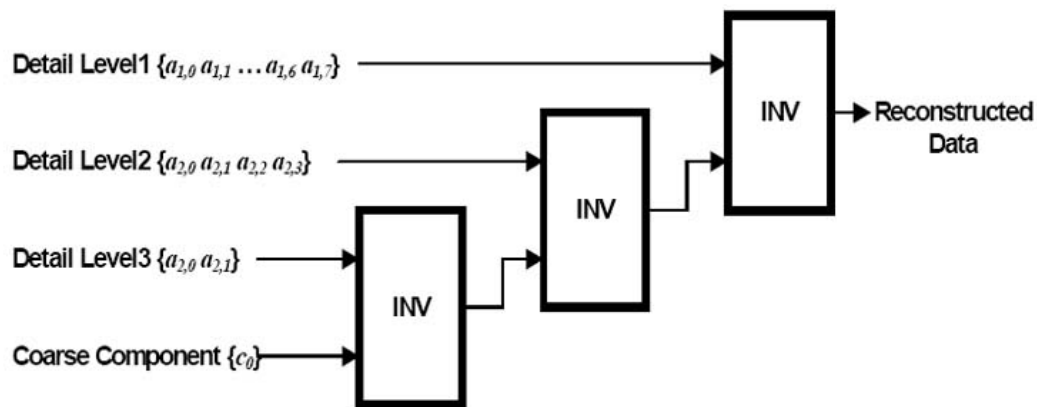 Detail Level1 {a1,0 a1,1 …a1,6 a1,7}
INV
Reconstructed
Data
Detail Level2 {a2,0 a2,1 a2,2 a2,3}
INV
Detail Level3 {a2,0 a2,1}
INV
Coarse Component {c0}